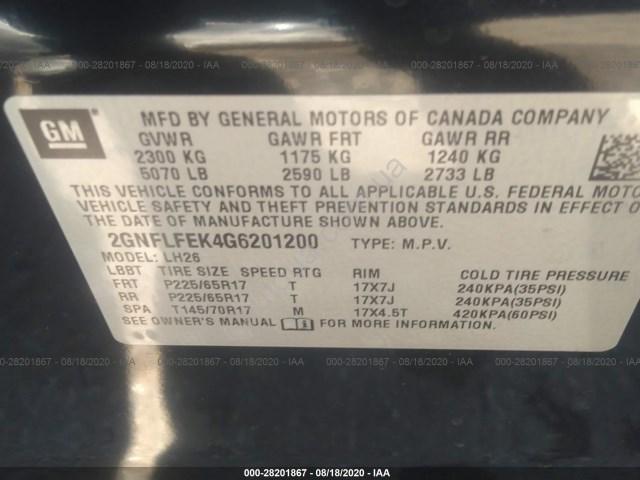 000-28201867 - 08/18/2020 - IAA
GM
MFD BY GENERAL MOTORS OF CANADA COMPANY
GVWR GAWR FRT GAWR RR
2300 KG 1175 KG 1240 KG
5070 LB 2590 LB 2733 LB
THIS VEHICLE CONFORMS TO ALL APPLICABLE U.S. FEDERAL MOTO
VEHICLE SAFETY AND THEFT PREVENTION STANDARDS IN EFFECT O
THE DATE OF MANUFACTURE SHOWN ABOVE.
2GNFLFEK4G6201200 TYPE: M.P.V.
MODEL: LH26
LBBT TIRE SIZE SPEED RTG RIM COLD TIRE PRESSURE
FRT P225/65R17 T 17X7J 240KPA(35PSI)
RR P225/65R17 T 17X7J 240KPA(35PSI)
SPA T145/70R17 M 17X4.5T 420KPA(60PSI)
SEE OWNER'S MANUAL FOR MORE INFORMATION.
000-28201867 - 08/18/2020 - IAA